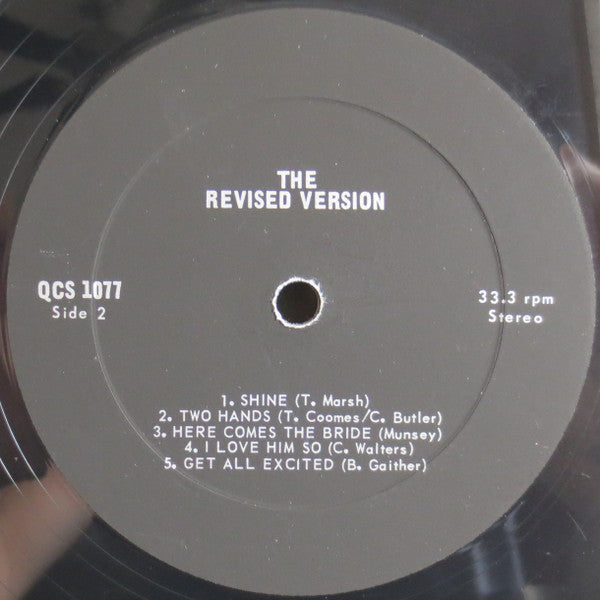 THE
REVISED VERSION
QCS 1077
Side 2
33.3 rpm
Stereo
1. SHINE (T. Marsh)
2. TWO HANDS (T. Coomes/C. Butler)
3. HERE COMES THE BRIDE (Munsey)
4. I LOVE HIM SO (C. Walters)
5. GET ALL EXCITED (B. Gaither)